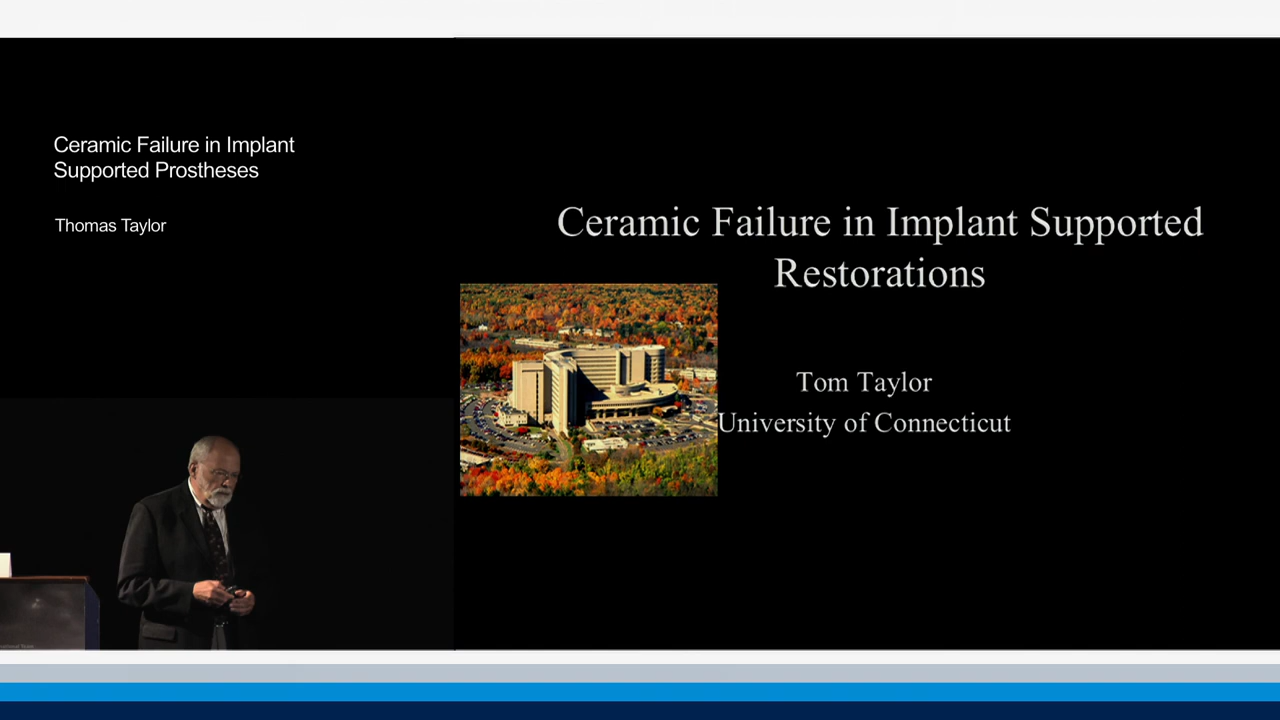 Ceramic Failure in Implant
Supported Prostheses
Thomas Taylor
Ceramic Failure in Implant Supported
Restorations
Tom Taylor
University of Connecticut